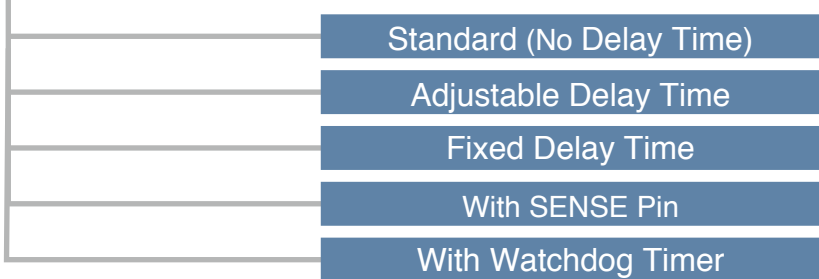 Standard (No Delay Time)
Adjustable Delay Time
Fixed Delay Time
With SENSE Pin
With Watchdog Timer